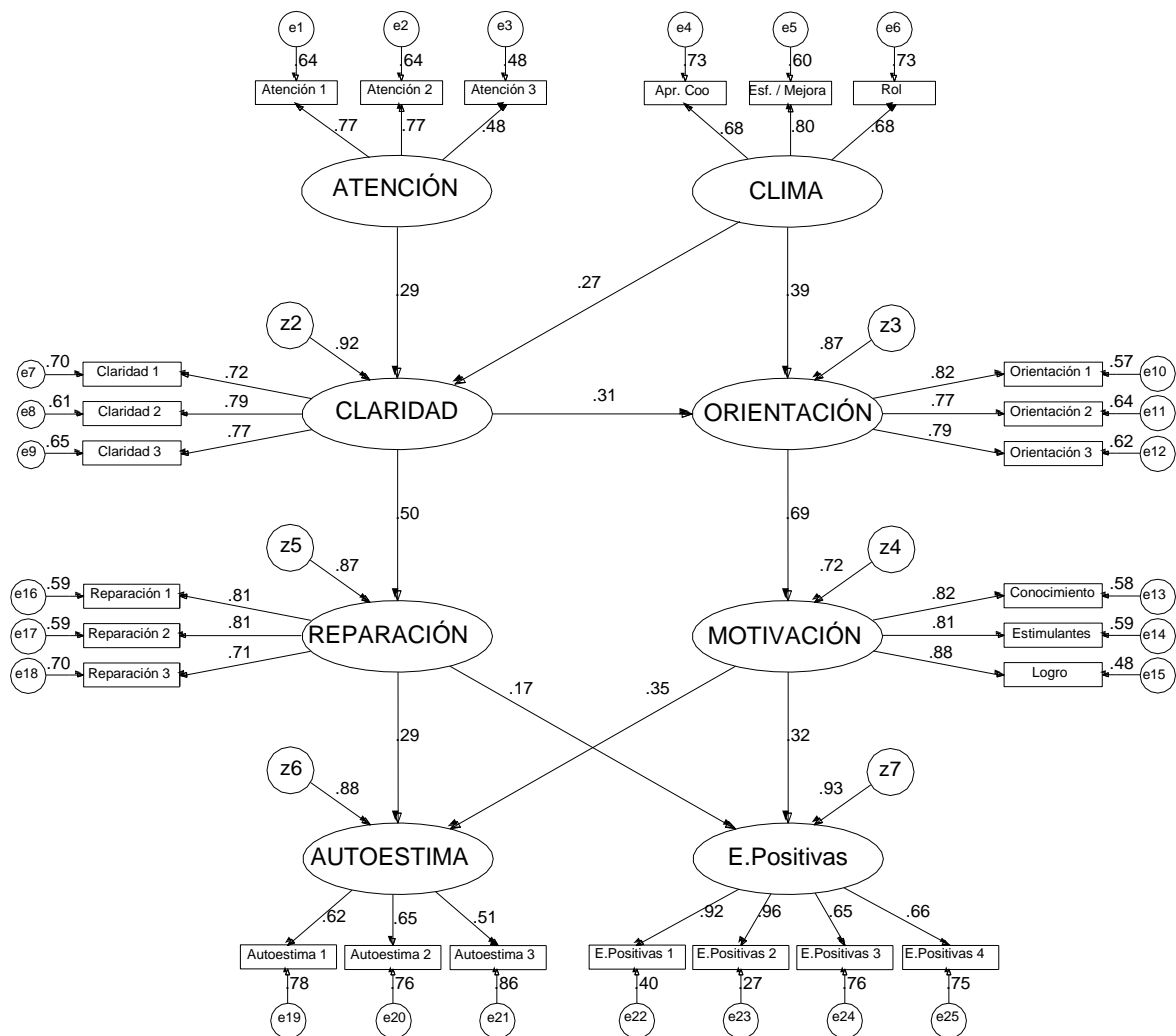 e1 e2 e3 e4 e5 e6
.64 .64 .48 .73 .60 .73
Atención 1 Atención 2 Atención 3 Apr. Coo Esf. / Mejora Rol
.77 .77 .48 .68 .80 .68
ATENCIÓN CLIMA
.29 .27 .39
z2 z3
.92 .87
e7 .70 Claridad 1 .72 .82 Orientación 1 .57 e10
e8 .61 Claridad 2 .79 CLARIDAD .31 ORIENTACIÓN .77 Orientación 2 .64 e11
e9 .65 Claridad 3 .77 .79 Orientación 3 .62 e12
.50 .69
z5 z4
.87 .72
e16 .59 Reparación 1 .81 .82 Conocimiento .58 e13
e17 .59 Reparación 2 .81 REPARACIÓN MOTIVACIÓN .81 Estimulantes .59 e14
e18 .70 Reparación 3 .71 .88 Logro .48 e15
.17 .35
.29 .32
z6 z7
.88 .93
AUTOESTIMA E.Positivas
.62 .65 .51 .92 .96 .65 .66
Autoestima 1 Autoestima 2 Autoestima 3 E.Positivas 1 E.Positivas 2 E.Positivas 3 E.Positivas 4
.78 .76 .86 .40 .27 .76 .75
e19 e20 e21 e22 e23 e24 e25